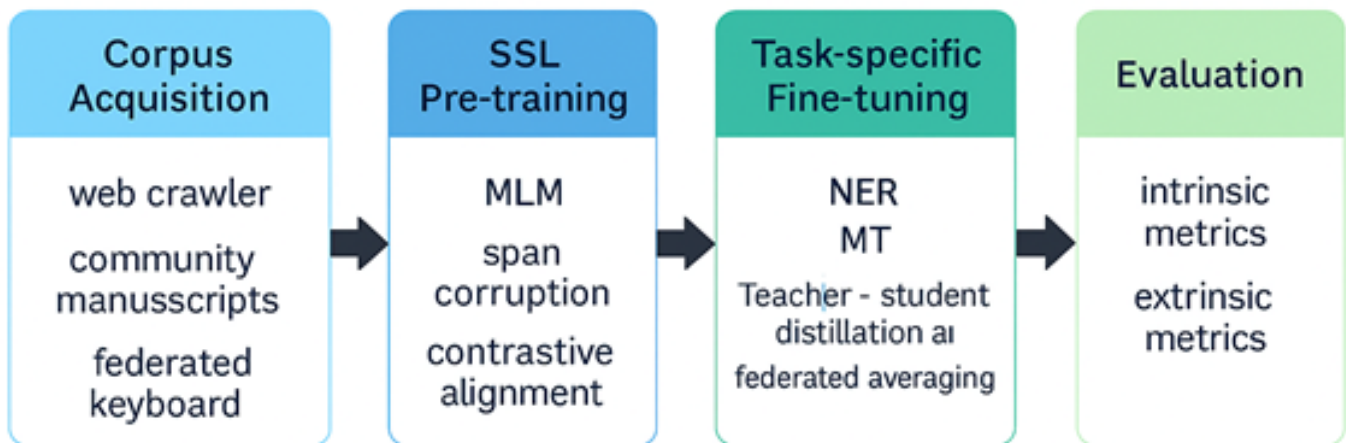 Corpus
Acquisition
web crawler
community
manusscripts
federated
keyboard
SSL
Pre-training
MLM
span
corruption
contrastive
alignment
Task-specific
Fine-tuning
NER
MT
Teacher - student
distillation aı
federated averaging
Evaluation
intrinsic
metrics
extrinsic
metrics